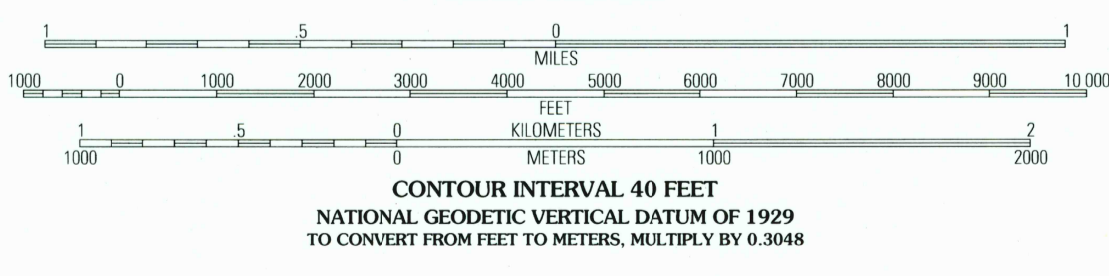 1 .5 0 1
MILES
1000 0 1000 2000 3000 4000 5000 6000 7000 8000 9000 10 000
FEET
1 .5 0 KILOMETERS 1 2
1000 0 METERS 1000 2000
CONTOUR INTERVAL 40 FEET
NATIONAL GEODETIC VERTICAL DATUM OF 1929
TO CONVERT FROM FEET TO METERS, MULTIPLY BY 0.3048